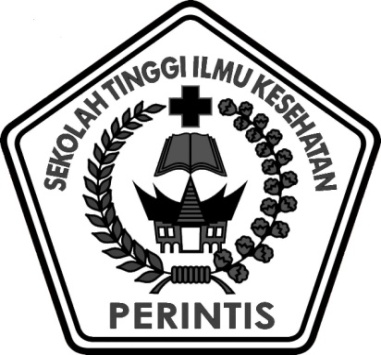 SEKOLAH TINGGI ILMU KESEHATAN
PERINTIS